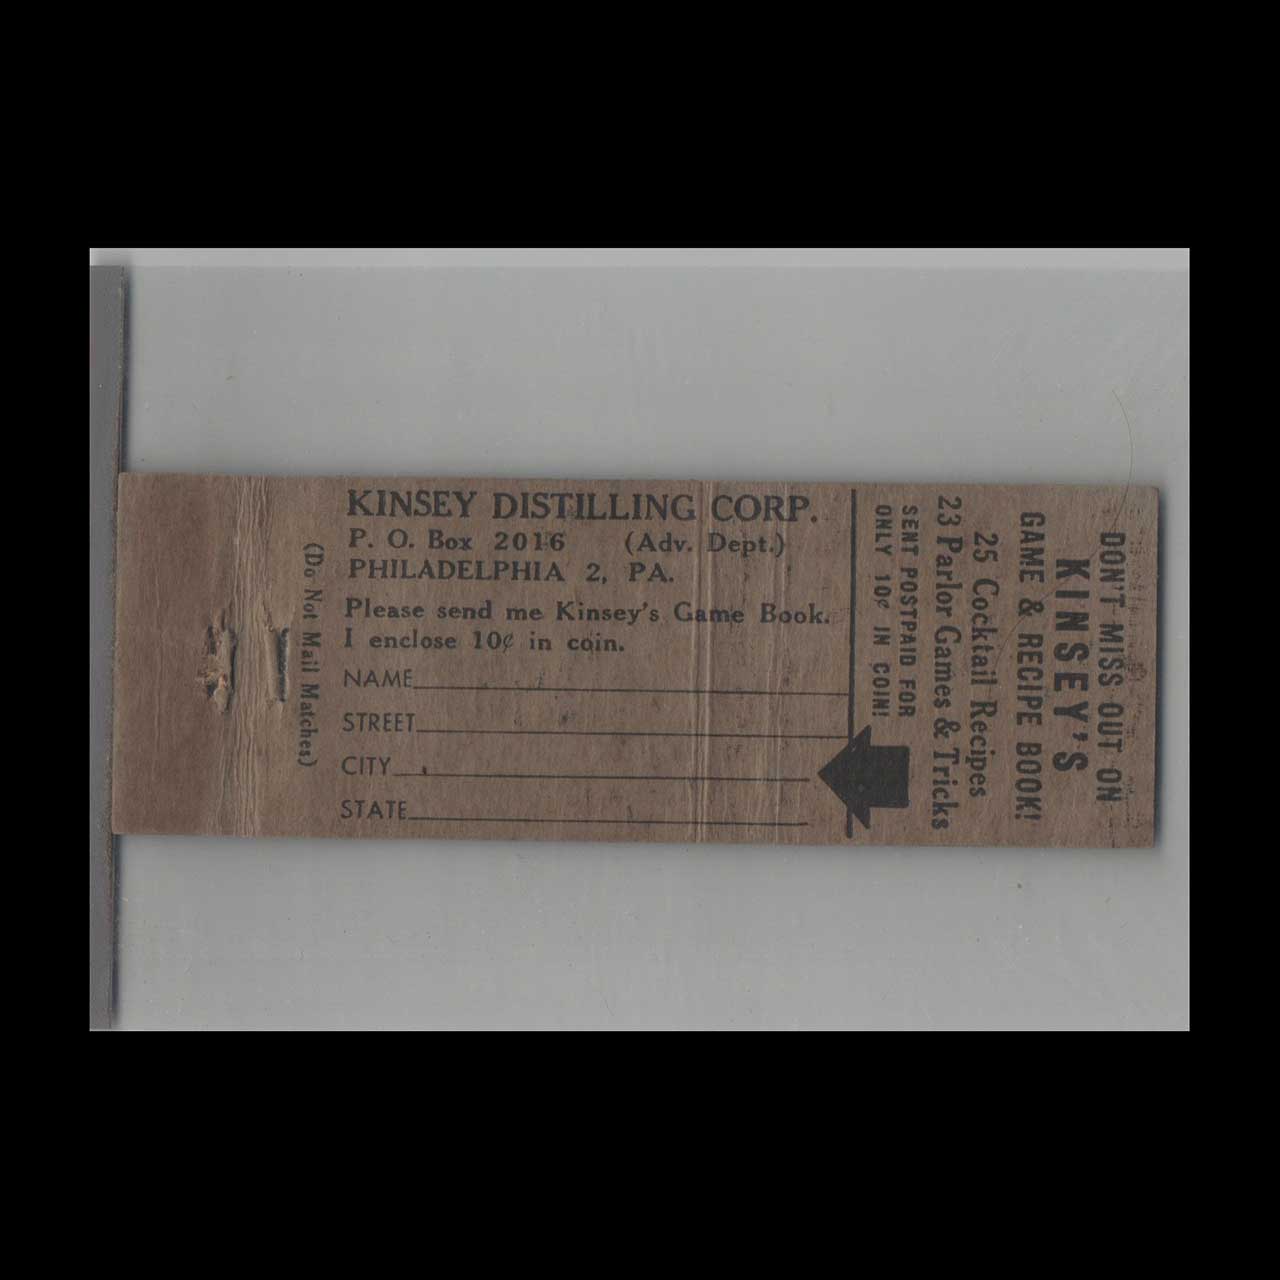 DON'T MISS OUT ON
KINSEY'S
GAME & RECIPE BOOK!
25 Cocktail Recipes
23 Parlor Games & Tricks
SENT POSTPAID FOR
ONLY 10¢ IN COIN!
KINSEY DISTILLING CORP.
P. O. Box 2016 (Adv. Dept.)
PHILADELPHIA 2, PA.
Please send me Kinsey's Game Book.
I enclose 10¢ in coin.
NAME
STREET
CITY
STATE
(Do Not Mail Matches)